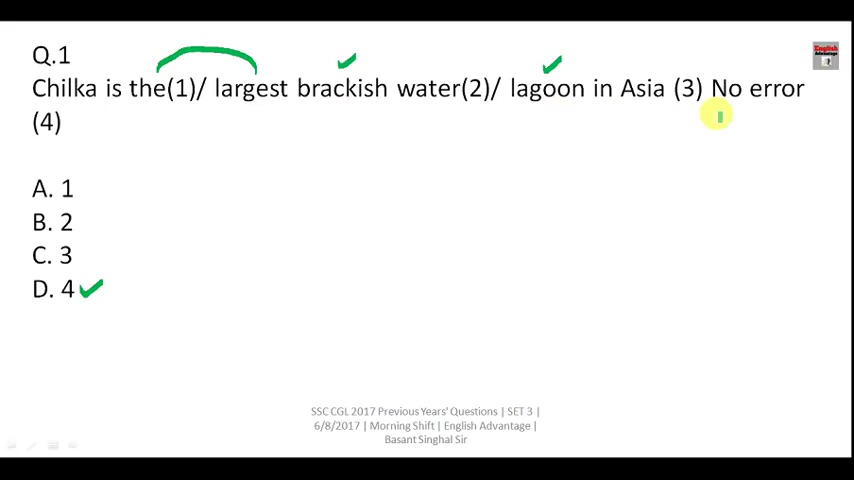 Q.1
Chilka is the(1)/ largest brackish water(2)/ lagoon in Asia (3) No error
(4)
A. 1
B. 2
C. 3
D. 4
English
Advantage
SSC CGL 2017 Previous Years' Questions | SET 3 |
6/8/2017 | Morning Shift | English Advantage |
Basant Singhal Sir